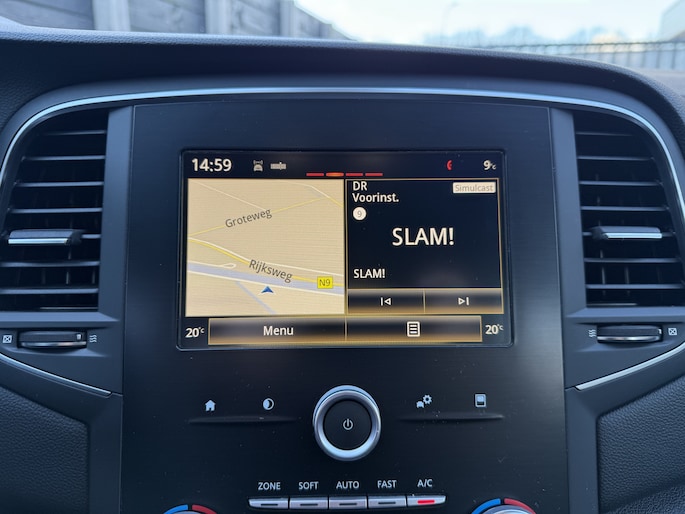 14:59
9°c
DR
Simulcast
Voorinst.
9
SLAM!
SLAM!
Groteweg
Rijksweg
N9
20°c
Menu
20°c
ZONE SOFT AUTO FAST A/C